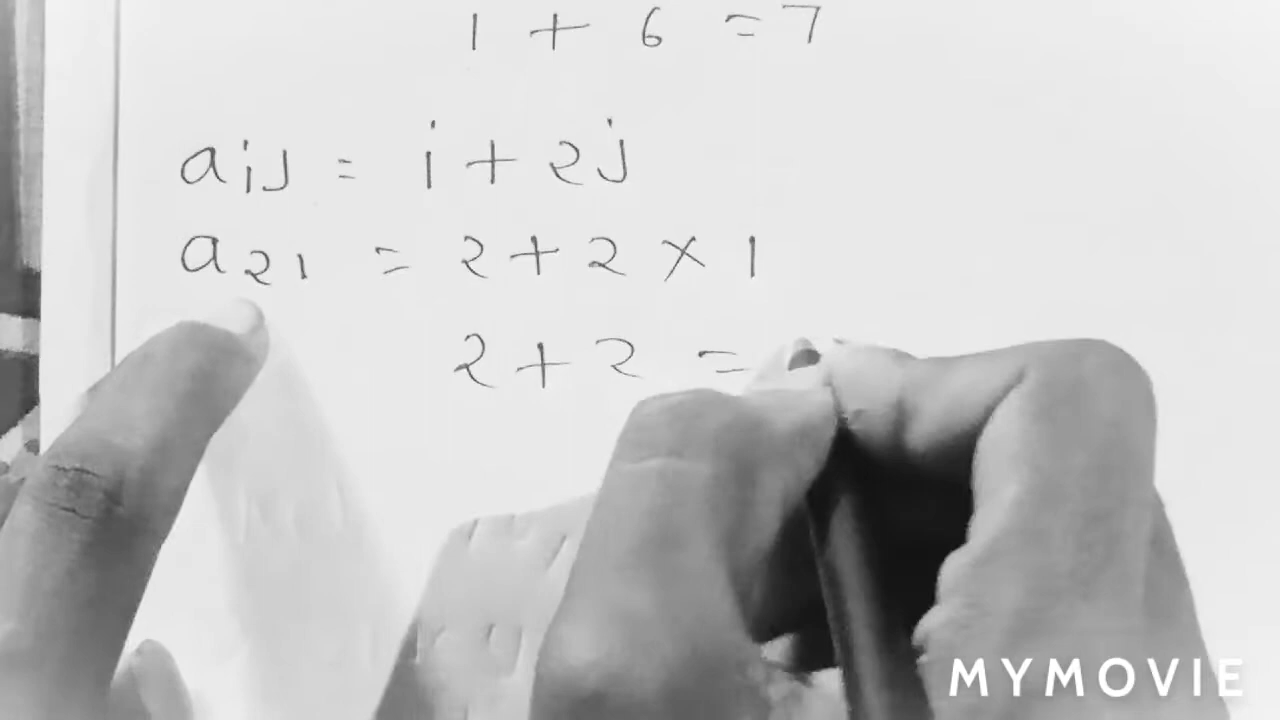 1 + 6 = 7
aij = i + 2j
a21 = 2 + 2 × 1
2 + 2 =
MYMOVIE